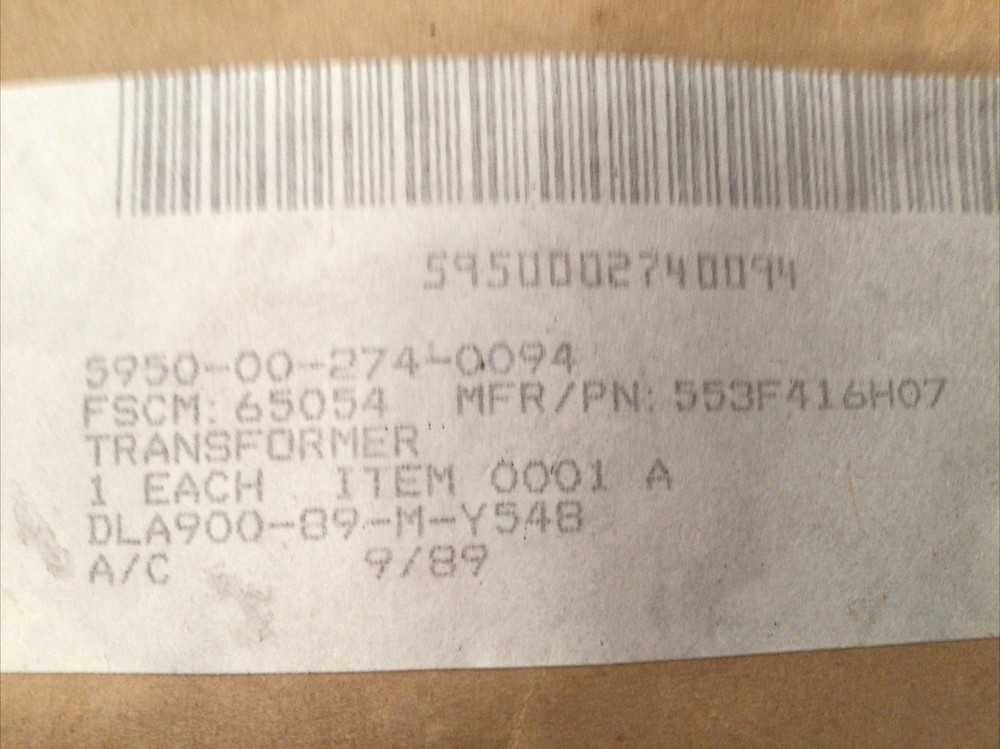 5950002740094
5950-00-274-0094
FSCM: 65054 MFR/PN: 553F416H07
TRANSFORMER
1 EACH ITEM 0001 A
DLA900-89-M-Y548
A/C 9/89